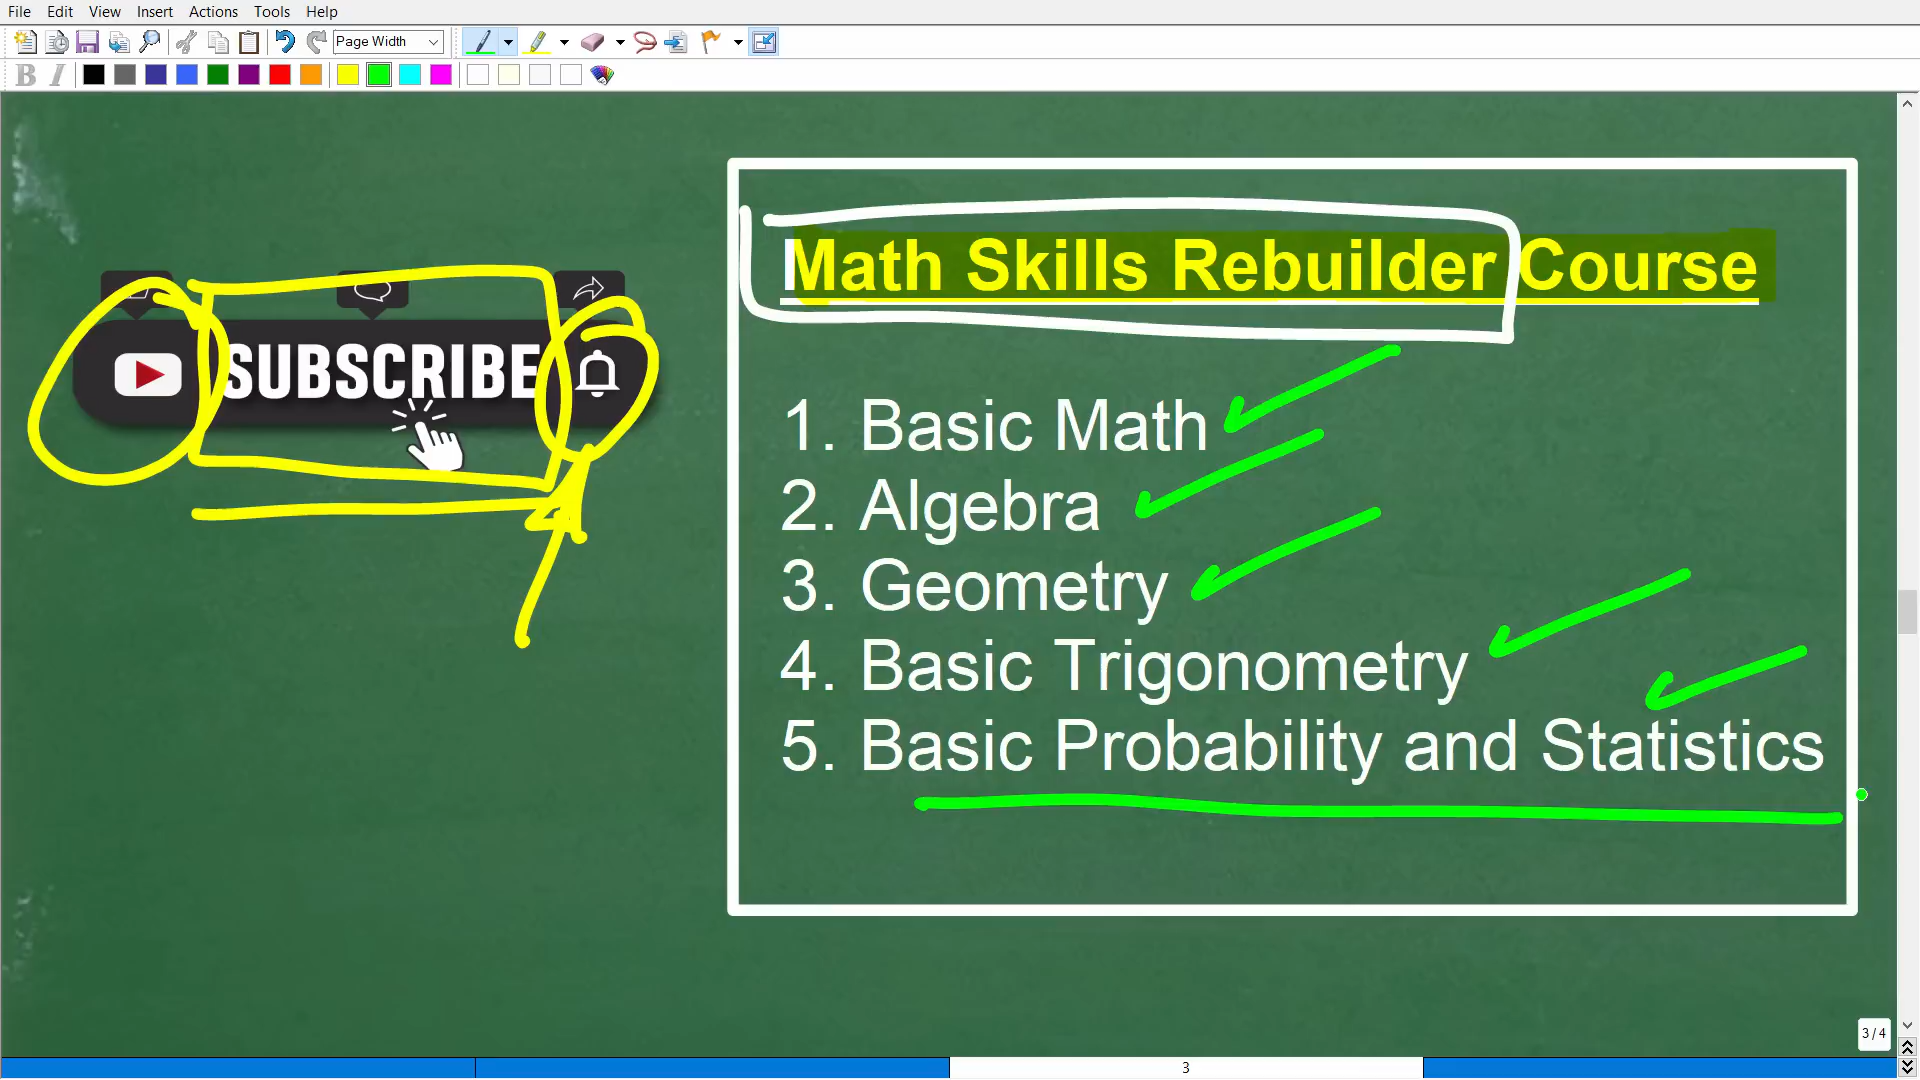 File Edit View Insert Actions Tools Help
Page Width
B I
SUBSCRIBE
Math Skills Rebuilder Course
1. Basic Math
2. Algebra
3. Geometry
4. Basic Trigonometry
5. Basic Probability and Statistics
3 / 4
3